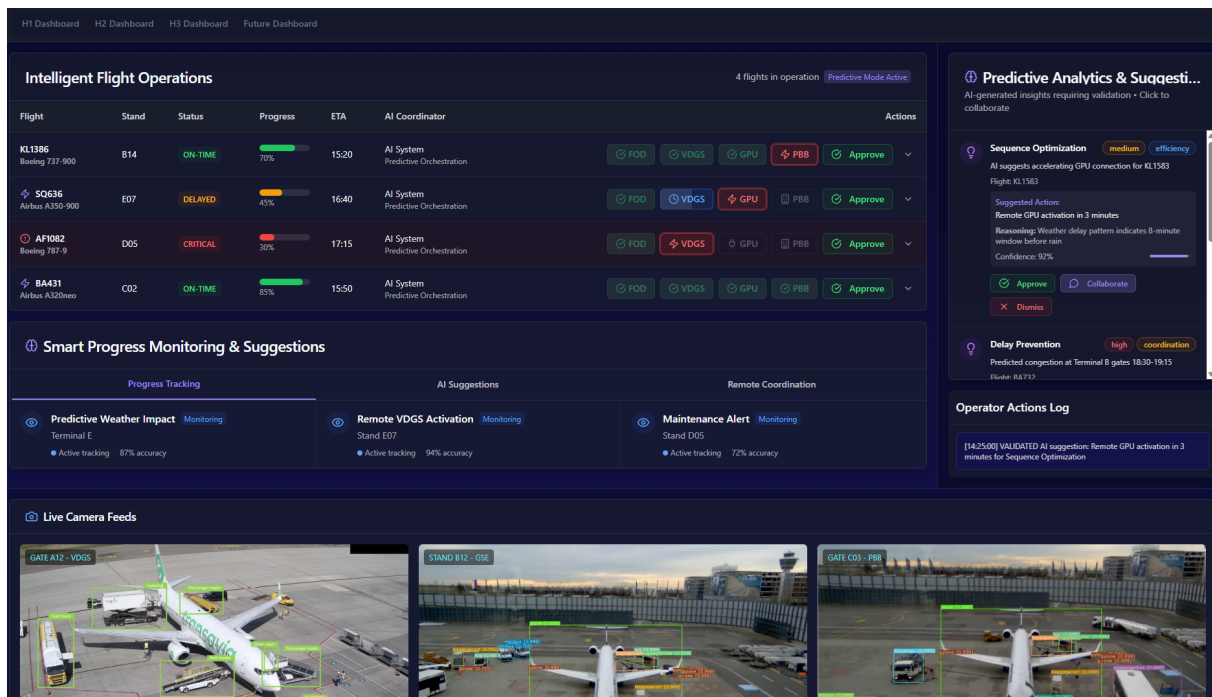 H1 Dashboard H2 Dashboard H3 Dashboard Future Dashboard
Intelligent Flight Operations
4 flights in operation Predictive Mode Active
Flight Stand Status Progress ETA AI Coordinator Actions
KL1386
Boeing 737-900
B14 ON-TIME 70% 15:20
AI System
Predictive Orchestration
FOD VDGS GPU PBB Approve
SQ636
Airbus A350-900
E07 DELAYED 45% 16:40
AI System
Predictive Orchestration
FOD VDGS GPU PBB Approve
AF1082
Boeing 787-9
D05 CRITICAL 30% 17:15
AI System
Predictive Orchestration
FOD VDGS GPU PBB Approve
BA431
Airbus A320neo
C02 ON-TIME 85% 15:50
AI System
Predictive Orchestration
FOD VDGS GPU PBB Approve
Smart Progress Monitoring & Suggestions
Progress Tracking AI Suggestions Remote Coordination
Predictive Weather Impact Monitoring
Terminal E
Active tracking 87% accuracy
Remote VDGS Activation Monitoring
Stand E07
Active tracking 94% accuracy
Maintenance Alert Monitoring
Stand D05
Active tracking 72% accuracy
Predictive Analytics & Suggesti...
AI-generated insights requiring validation • Click to
collaborate
Sequence Optimization medium efficiency
AI suggests accelerating GPU connection for KL1583
Flight: KL1583
Suggested Action:
Remote GPU activation in 3 minutes
Reasoning: Weather delay pattern indicates 8-minute
window before rain
Confidence: 92%
Approve Collaborate
Dismiss
Delay Prevention high coordination
Predicted congestion at Terminal B gates 18:30-19:15
Flight: BA732
Operator Actions Log
[14:25:00] VALIDATED AI suggestion: Remote GPU activation in 3
minutes for Sequence Optimization
Live Camera Feeds
GATE A12 - VDGS
STAND B12 - GSE
GATE C03 - PBB
transavia